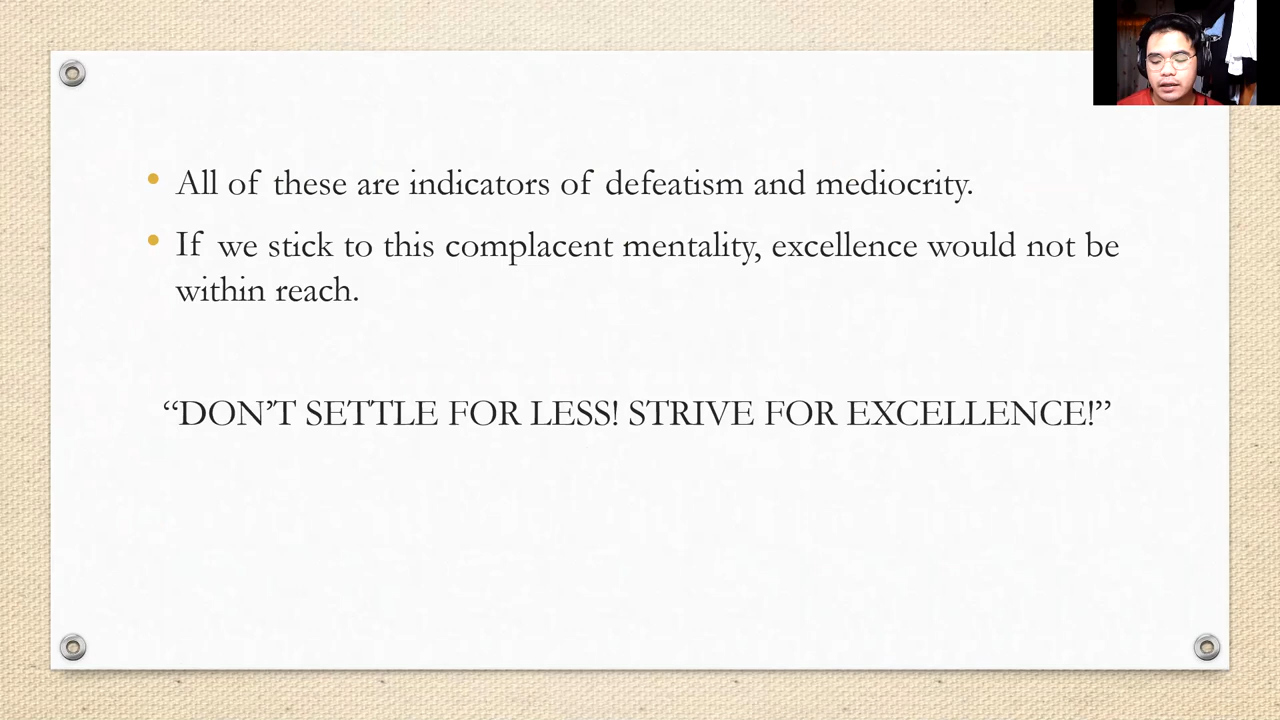 All of these are indicators of defeatism and mediocrity.
If we stick to this complacent mentality, excellence would not be
within reach.
“DON’T SETTLE FOR LESS! STRIVE FOR EXCELLENCE!”